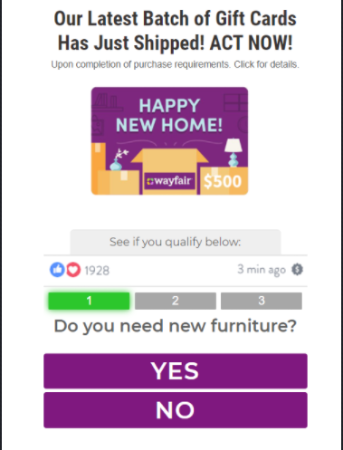 Our Latest Batch of Gift Cards
Has Just Shipped! ACT NOW!
Upon completion of purchase requirements. Click for details.
HAPPY
NEW HOME!
wayfair
$500
See if you qualify below:
1928
3 min ago
1 2 3
Do you need new furniture?
YES
NO